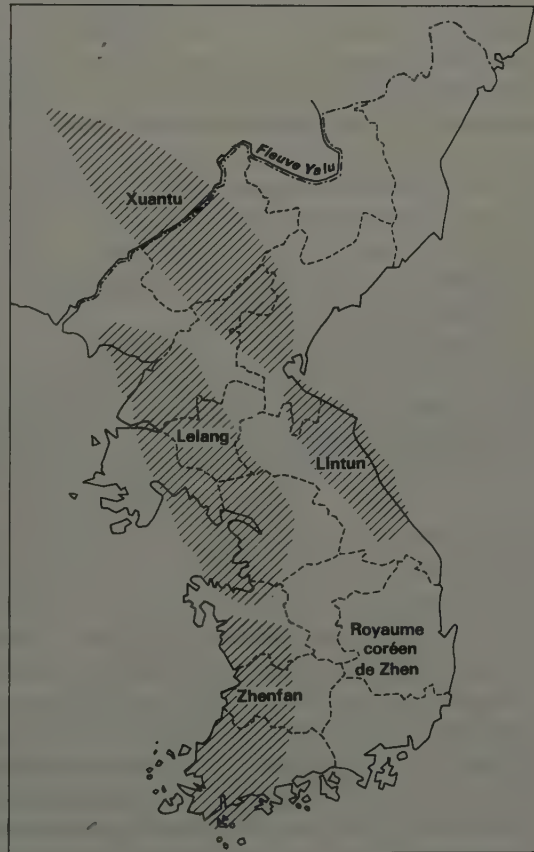 Fleuve Yalu
Xuantu
Lelang
Lintun
Royaume
coréen
de Zhen
Zhenfan